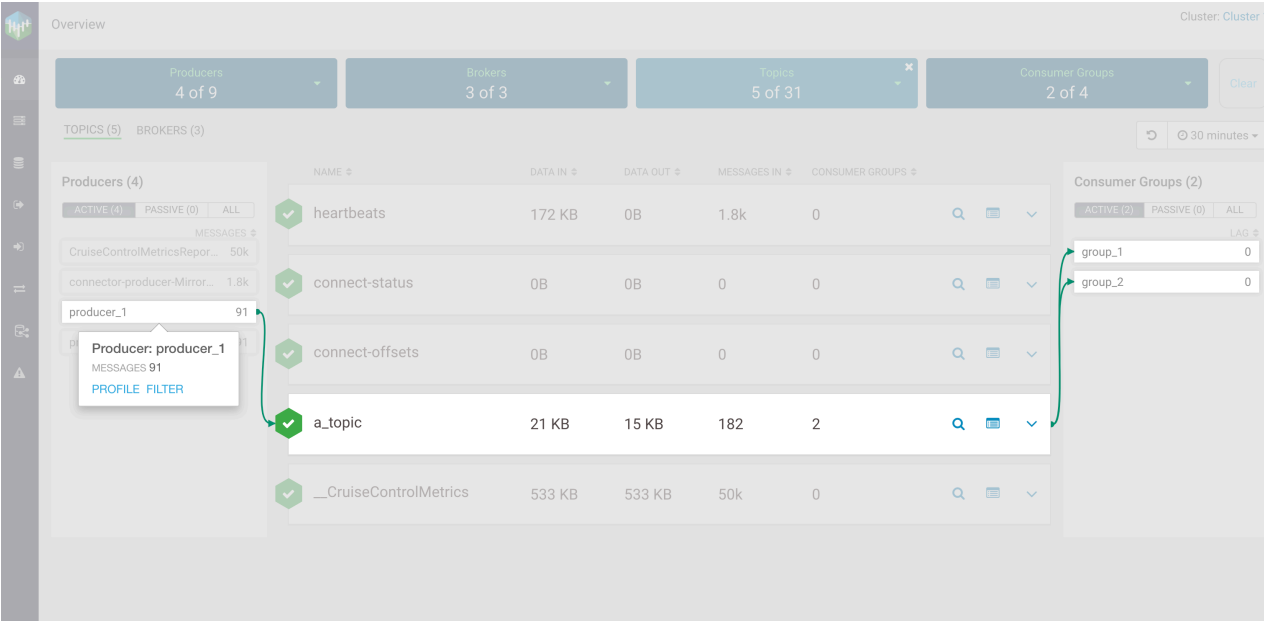 Overview
Cluster: Cluster
Producers
4 of 9
Brokers
3 of 3
Topics
5 of 31
Consumer Groups
2 of 4
Clear
TOPICS (5) BROKERS (3)
30 minutes
Producers (4)
ACTIVE (4) PASSIVE (0) ALL
MESSAGES
CruiseControlMetricsRepor... 50k
connector-producer-Mirror... 1.8k
producer_1 91
Producer: producer_1
MESSAGES 91
PROFILE FILTER
NAME DATA IN DATA OUT MESSAGES IN CONSUMER GROUPS
heartbeats 172 KB 0B 1.8k 0
connect-status 0B 0B 0 0
connect-offsets 0B 0B 0 0
a_topic 21 KB 15 KB 182 2
__CruiseControlMetrics 533 KB 533 KB 50k 0
Consumer Groups (2)
ACTIVE (2) PASSIVE (0) ALL
LAG
group_1 0
group_2 0